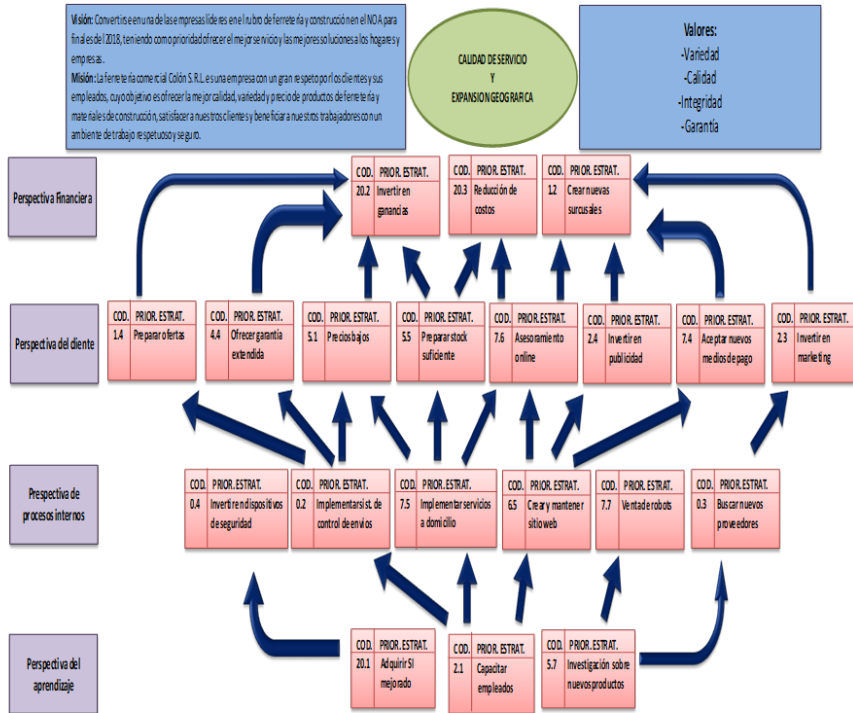 Visión: Convertirse en una de las empresas líderes en el rubro de ferretería y construcción en el NOA para
finales del 2018, teniendo como prioridad ofrecer el mejor servicio y las mejores soluciones a los hogares y
empresas.
Misión: La ferretería comercial Colón S.R.L es una empresa con un gran respeto por los clientes y sus
empleados, cuyo objetivo es ofrecer la mejor calidad, variedad y precio de productos de ferretería y
materiales de construcción, satisfacer a nuestros clientes y beneficiar a nuestros trabajadores con un
ambiente de trabajo respetuoso y seguro.
CALIDAD DE SERVICIO
Y
EXPANSION GEOGRAFICA
Valores:
-Variedad
-Calidad
-Integridad
-Garantía
Perspectiva Financiera
COD. PRIOR. ESTRAT.
20.2 Invertir en
ganancias
COD. PRIOR. ESTRAT.
20.3 Reducción de
costos
COD. PRIOR. ESTRAT.
1.2 Crear nuevas
surcusales
Perspectiva del cliente
COD. PRIOR. ESTRAT.
1.4 Preparar ofertas
COD. PRIOR. ESTRAT.
4.4 Ofrecer garantía
extendida
COD. PRIOR. ESTRAT.
5.1 Precios bajos
COD. PRIOR. ESTRAT.
5.5 Preparar stock
suficiente
COD. PRIOR. ESTRAT.
7.6 Asesoramiento
online
COD. PRIOR. ESTRAT.
2.4 Invertir en
publicidad
COD. PRIOR. ESTRAT.
7.4 Aceptar nuevos
medios de pago
COD. PRIOR. ESTRAT.
2.3 Invertir en
marketing
Prespectiva de
procesos internos
COD. PRIOR. ESTRAT.
0.4 Invertir en dispositivos
de seguridad
COD. PRIOR. ESTRAT.
0.2 Implementar sist. de
control de envios
COD. PRIOR. ESTRAT.
7.5 Implementar servicios
a domicilio
COD. PRIOR. ESTRAT.
6.5 Crear y mantener
sitio web
COD. PRIOR. ESTRAT.
7.7 Venta de robots
COD. PRIOR. ESTRAT.
0.3 Buscar nuevos
proveedores
Perspectiva del
aprendizaje
COD. PRIOR. ESTRAT.
20.1 Adquirir SI
mejorado
COD. PRIOR. ESTRAT.
2.1 Capacitar
empleados
COD. PRIOR. ESTRAT.
5.7 Investigación sobre
nuevos productos